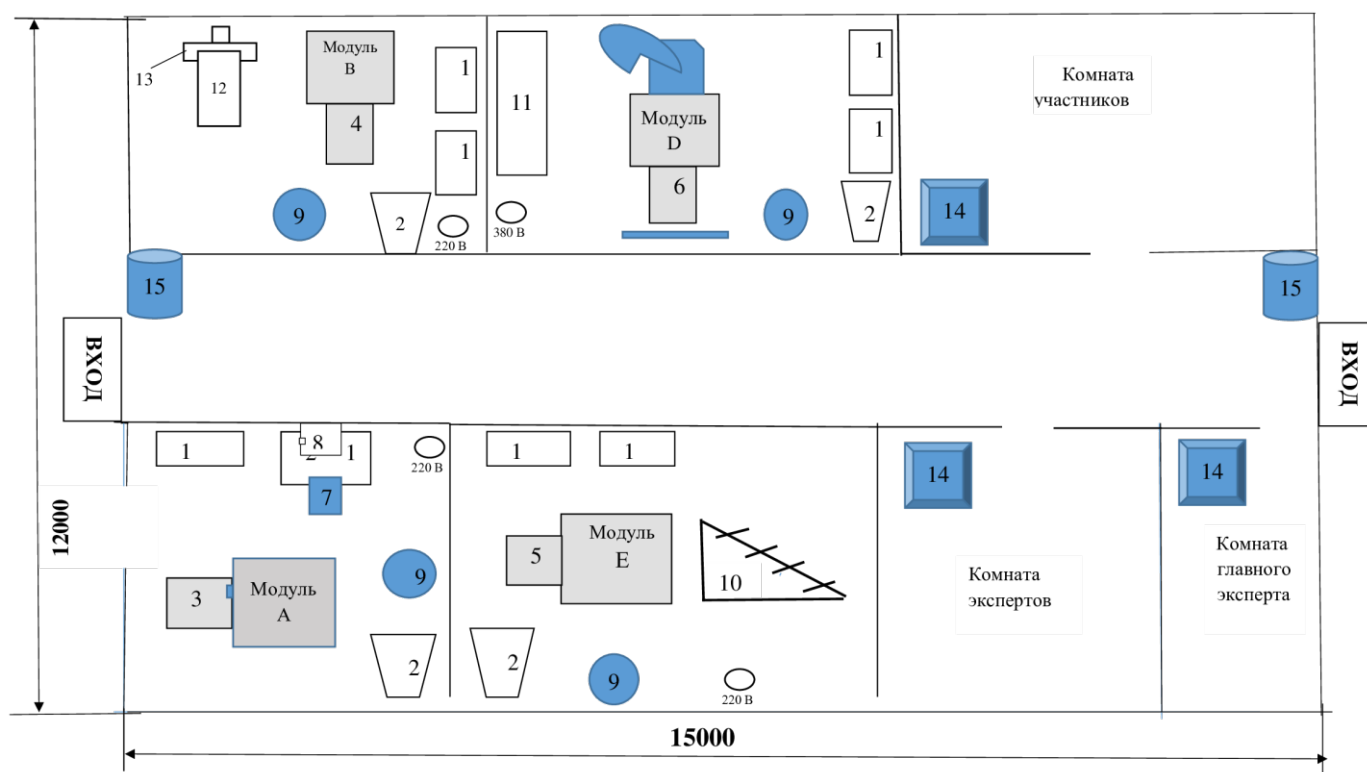 Модуль
B
1
13
12
4
1
9
2
220 В
11
380 В
Модуль
D
6
1
1
9
2
Комната
участников
14
15
15
ВХОД
ВХОД
12000
1
8
2
1
7
220 В
3
Модуль
A
9
2
1
1
5
Модуль
E
10
2
9
220 В
14
Комната
экспертов
14
Комната
главного
эксперта
15000